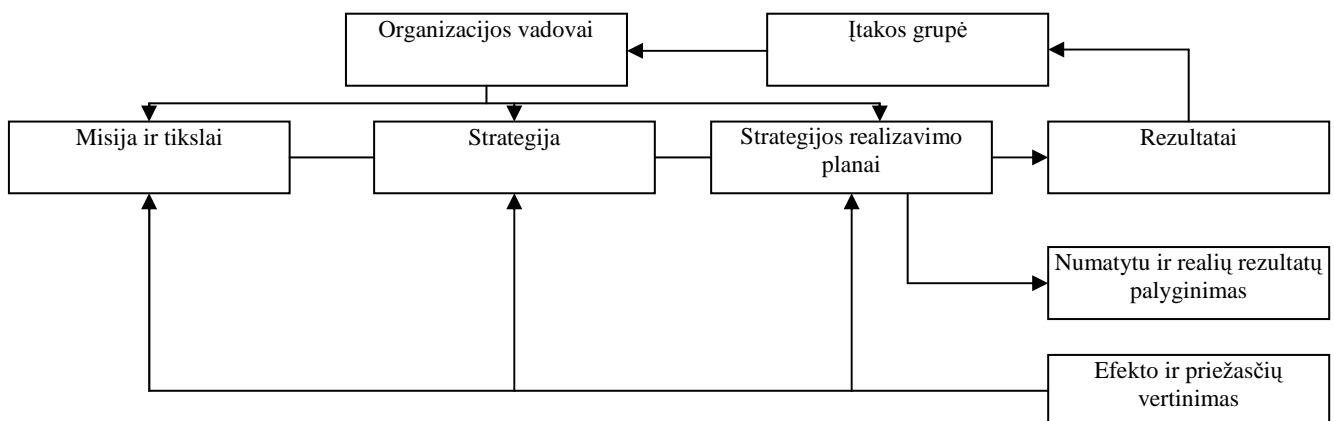 Organizacijos vadovai
Įtakos grupė
Misija ir tikslai
Strategija
Strategijos realizavimo
planai
Rezultatai
Numatytu ir realių rezultatų
palyginimas
Efekto ir priežasčių
vertinimas